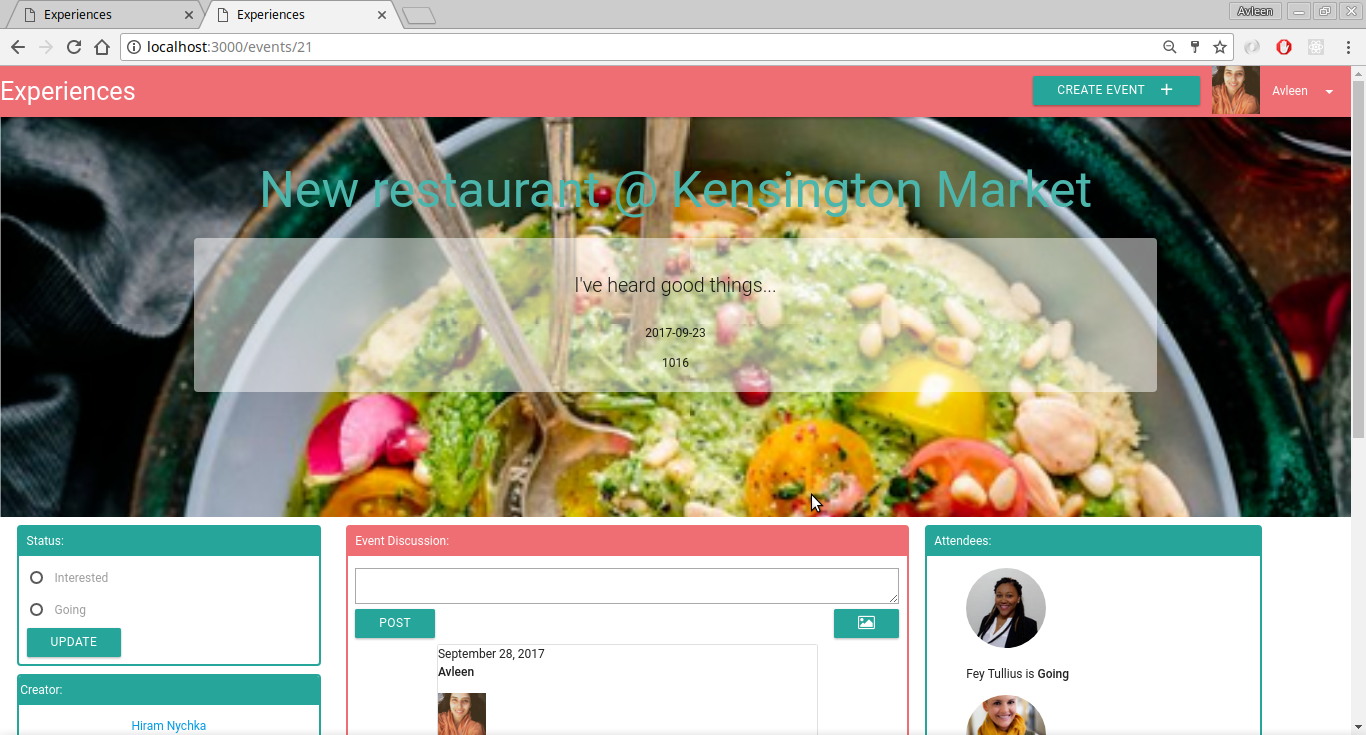 Experiences
Experiences
Avleen
localhost:3000/events/21
Experiences
CREATE EVENT +
Avleen
New restaurant @ Kensington Market
I've heard good things...
2017-09-23
1016
Status:
Interested
Going
UPDATE
Creator:
Hiram Nychka
Event Discussion:
POST
September 28, 2017
Avleen
Attendees:
Fey Tullius is Going